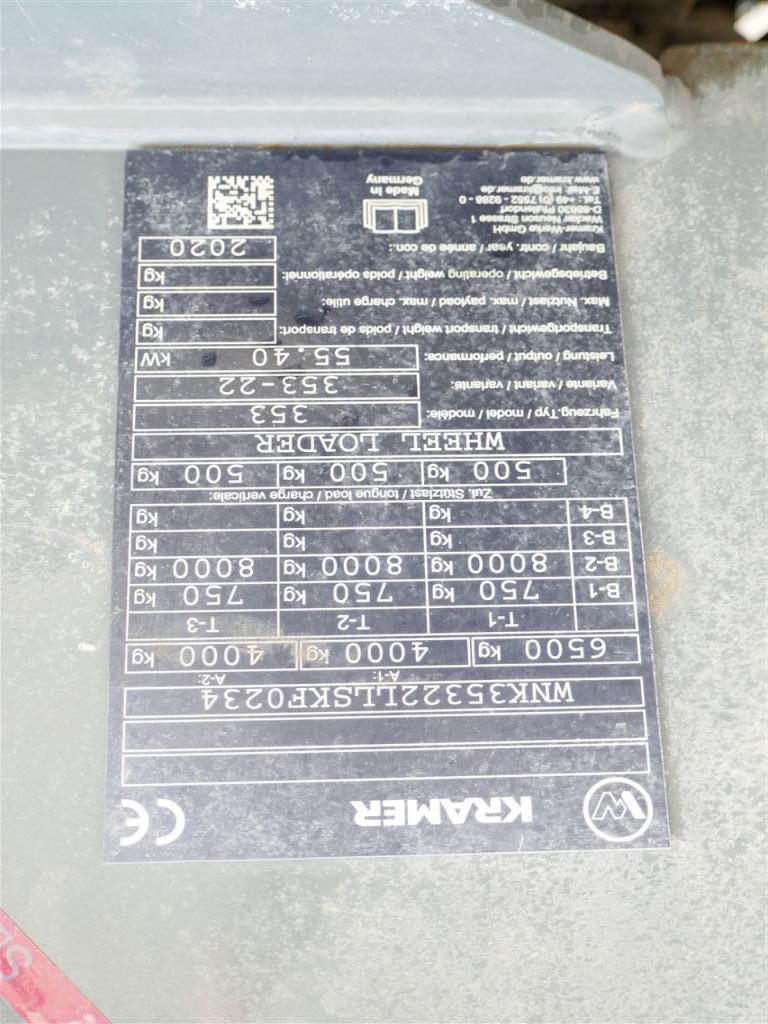 KRAMER CE
WNK35322LLSKF0234
A-1: A-2:
6500 kg 4000 kg 4000 kg
T-1 T-2 T-3
B-1 750 kg 750 kg 750 kg
B-2 8000 kg 8000 kg 8000 kg
B-3 kg kg kg
B-4 kg kg kg
Zul. Stützlast / tongue load / charge verticale:
500 kg 500 kg 500 kg
WHEEL LOADER
Fahrzeug.Typ / model / modèle: 353
Variante / variant / variante: 353-22
Leistung / output / performance: 55.40 kW
Transportgewicht / transport weight / poids de transport: kg
Max. Nutzlast / max. payload / max. charge utile: kg
Betriebsgewicht / operating weight / poids opérationnel: kg
Baujahr / contr. year / année de con.: 2020
Kramer-Werke GmbH
Wacker Neuson Strasse 1
D-88630 Pfullendorf
Tel.: +49 (0) 7552 - 9288 - 0
E-Mail: info@kramer.de
www.kramer.de
Made in
Germany